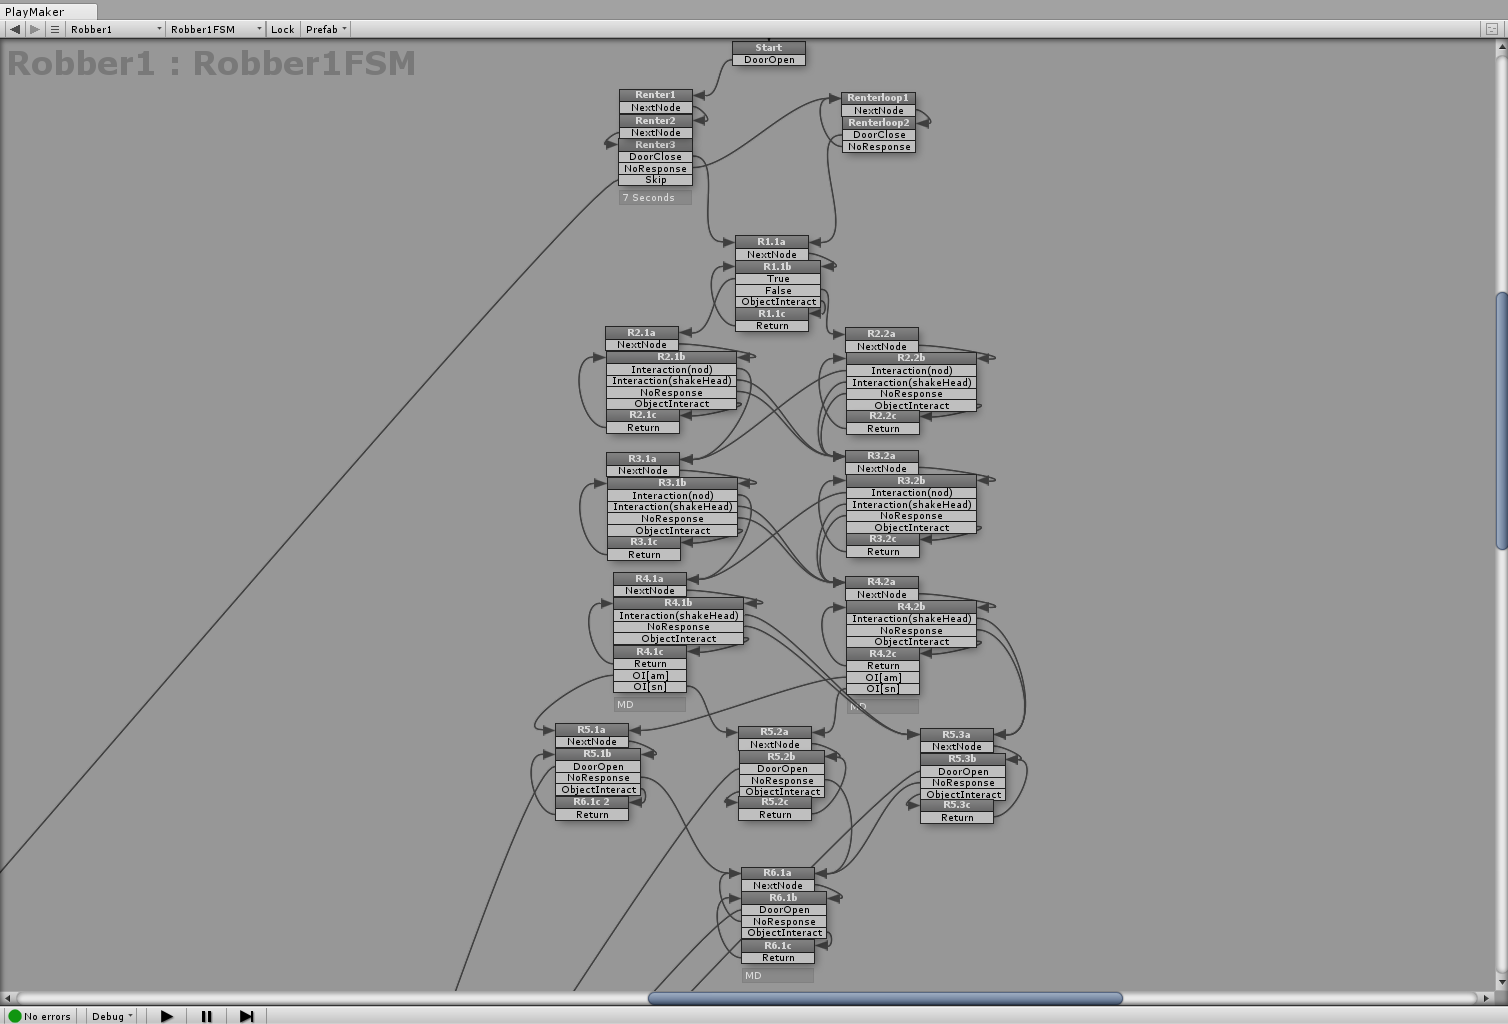 PlayMaker
Robber1
Robber1FSM
Lock
Prefab
Robber1 : Robber1FSM
Start
DoorOpen
Renter1
NextNode
Renter2
NextNode
Renter3
DoorClose
NoResponse
Skip
7 Seconds
Renterloop1
NextNode
Renterloop2
DoorClose
NoResponse
R1.1a
NextNode
R1.1b
True
False
ObjectInteract
R1.1c
Return
R2.1a
NextNode
R2.1b
Interaction(nod)
Interaction(shakeHead)
NoResponse
ObjectInteract
R2.1c
Return
R2.2a
NextNode
R2.2b
Interaction(nod)
Interaction(shakeHead)
NoResponse
ObjectInteract
R2.2c
Return
R3.1a
NextNode
R3.1b
Interaction(nod)
Interaction(shakeHead)
NoResponse
ObjectInteract
R3.1c
Return
R3.2a
NextNode
R3.2b
Interaction(nod)
Interaction(shakeHead)
NoResponse
ObjectInteract
R3.2c
Return
R4.1a
NextNode
R4.1b
Interaction(shakeHead)
NoResponse
ObjectInteract
R4.1c
Return
OI[am]
OI[sn]
MD
R4.2a
NextNode
R4.2b
Interaction(shakeHead)
NoResponse
ObjectInteract
R4.2c
Return
OI[am]
OI[sn]
MD
R5.1a
NextNode
R5.1b
DoorOpen
NoResponse
ObjectInteract
R6.1c 2
Return
R5.2a
NextNode
R5.2b
DoorOpen
NoResponse
ObjectInteract
R5.2c
Return
R5.3a
NextNode
R5.3b
DoorOpen
NoResponse
ObjectInteract
R5.3c
Return
R6.1a
NextNode
R6.1b
DoorOpen
NoResponse
ObjectInteract
R6.1c
Return
MD
No errors
Debug